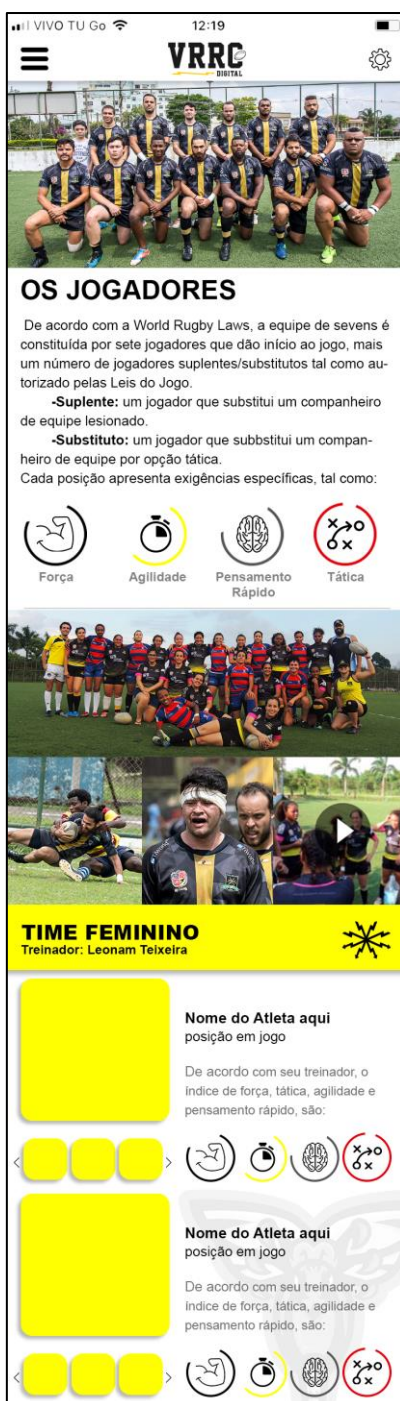 VIVO TU Go
12:19
VRRC
DIGITAL
OS JOGADORES
De acordo com a World Rugby Laws, a equipe de sevens é
constituída por sete jogadores que dão início ao jogo, mais
um número de jogadores suplentes/substitutos tal como au-
torizado pelas Leis do Jogo.
-Suplente: um jogador que substitui um companheiro
de equipe lesionado.
-Substituto: um jogador que subbstitui um compan-
heiro de equipe por opção tática.
Cada posição apresenta exigências específicas, tal como:
Força
Agilidade
Pensamento
Rápido
Tática
TIME FEMININO
Treinador: Leonam Teixeira
Nome do Atleta aqui
posição em jogo
De acordo com seu treinador, o
índice de força, tática, agilidade e
pensamento rápido, são:
Nome do Atleta aqui
posição em jogo
De acordo com seu treinador, o
índice de força, tática, agilidade e
pensamento rápido, são: